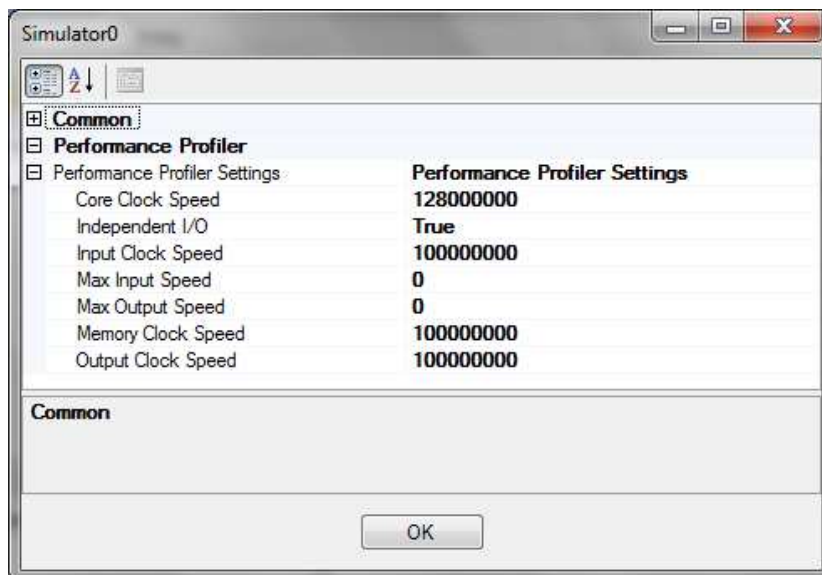 Simulator0
Common
Performance Profiler
Performance Profiler Settings Performance Profiler Settings
Core Clock Speed 128000000
Independent I/O True
Input Clock Speed 100000000
Max Input Speed 0
Max Output Speed 0
Memory Clock Speed 100000000
Output Clock Speed 100000000
Common
OK